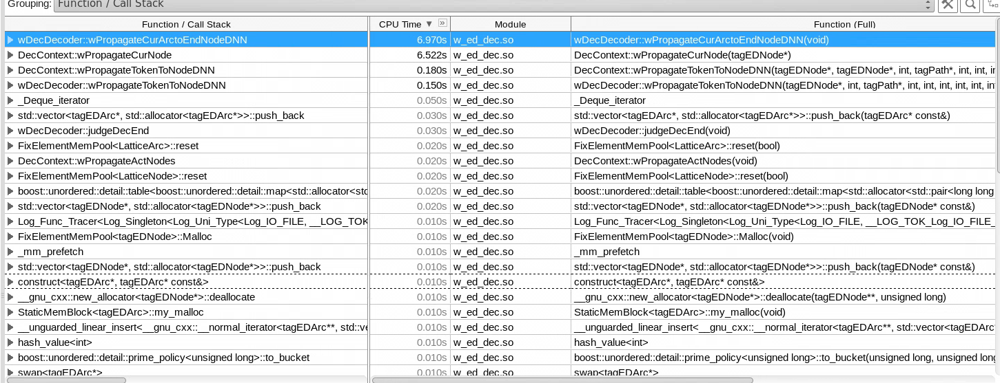 Grouping: Function / Call Stack
Function / Call Stack CPU Time ▼ » Module Function (Full)
wDecDecoder::wPropagateCurArctoEndNodeDNN 6.970s w_ed_dec.so wDecDecoder::wPropagateCurArctoEndNodeDNN(void)
DecContext::wPropagateCurNode 6.522s w_ed_dec.so DecContext::wPropagateCurNode(tagEDNode*)
DecContext::wPropagateTokenToNodeDNN 0.180s w_ed_dec.so DecContext::wPropagateTokenToNodeDNN(tagEDNode*, tagEDNode*, int, tagPath*, int, int, ir
wDecDecoder::wPropagateTokenToNodeDNN 0.150s w_ed_dec.so wDecDecoder::wPropagateTokenToNodeDNN(tagEDNode*, int, tagPath*, int, int, int, int, int, in
_Deque_iterator 0.050s w_ed_dec.so _Deque_iterator
std::vector<tagEDArc*, std::allocator<tagEDArc*>>::push_back 0.030s w_ed_dec.so std::vector<tagEDArc*, std::allocator<tagEDArc*>>::push_back(tagEDArc* const&)
wDecDecoder::judgeDecEnd 0.030s w_ed_dec.so wDecDecoder::judgeDecEnd(void)
FixElementMemPool<LatticeArc>::reset 0.020s w_ed_dec.so FixElementMemPool<LatticeArc>::reset(bool)
DecContext::wPropagateActNodes 0.020s w_ed_dec.so DecContext::wPropagateActNodes(void)
FixElementMemPool<LatticeNode>::reset 0.020s w_ed_dec.so FixElementMemPool<LatticeNode>::reset(bool)
boost::unordered::detail::table<boost::unordered::detail::map<std::allocator<std 0.020s w_ed_dec.so boost::unordered::detail::table<boost::unordered::detail::map<std::allocator<std::pair<long long
std::vector<tagEDNode*, std::allocator<tagEDNode*>>::push_back 0.020s w_ed_dec.so std::vector<tagEDNode*, std::allocator<tagEDNode*>>::push_back(tagEDNode* const&)
Log_Func_Tracer<Log_Singleton<Log_Uni_Type<Log_IO_FILE, __LOG_TOK 0.010s w_ed_dec.so Log_Func_Tracer<Log_Singleton<Log_Uni_Type<Log_IO_FILE, __LOG_TOK_Log_IO_FILE_
FixElementMemPool<tagEDNode>::Malloc 0.010s w_ed_dec.so FixElementMemPool<tagEDNode>::Malloc(void)
_mm_prefetch 0.010s w_ed_dec.so _mm_prefetch
std::vector<tagEDNode*, std::allocator<tagEDNode*>>::push_back 0.010s w_ed_dec.so std::vector<tagEDNode*, std::allocator<tagEDNode*>>::push_back(tagEDNode* const&)
construct<tagEDArc*, tagEDArc* const&> 0.010s w_ed_dec.so construct<tagEDArc*, tagEDArc* const&>
__gnu_cxx::new_allocator<tagEDNode*>::deallocate 0.010s w_ed_dec.so __gnu_cxx::new_allocator<tagEDNode*>::deallocate(tagEDNode**, unsigned long)
StaticMemBlock<tagEDArc>::my_malloc 0.010s w_ed_dec.so StaticMemBlock<tagEDArc>::my_malloc(void)
__unguarded_linear_insert<__gnu_cxx::__normal_iterator<tagEDArc**, std::ve 0.010s w_ed_dec.so __unguarded_linear_insert<__gnu_cxx::__normal_iterator<tagEDArc**, std::vector<tagEDArc
hash_value<int> 0.010s w_ed_dec.so hash_value<int>
boost::unordered::detail::prime_policy<unsigned long>::to_bucket 0.010s w_ed_dec.so boost::unordered::detail::prime_policy<unsigned long>::to_bucket(unsigned long, unsigned long
swap<tagEDArc*> 0.010s w_ed_dec.so swap<tagEDArc*>